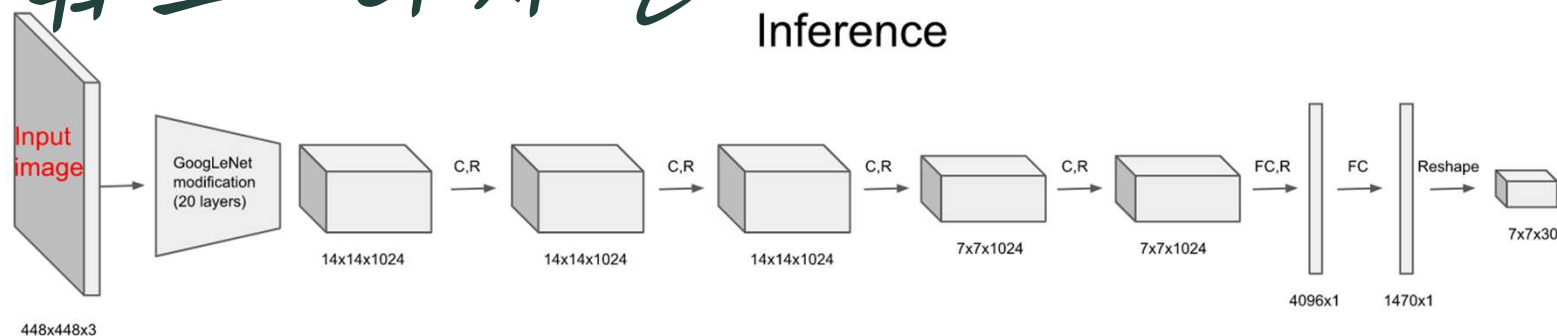 Inference
Input
image
GoogLeNet
modification
(20 layers)
C,R
C,R
C,R
C,R
FC,R
FC
Reshape
448x448x3
14x14x1024
14x14x1024
14x14x1024
7x7x1024
7x7x1024
4096x1
1470x1
7x7x30